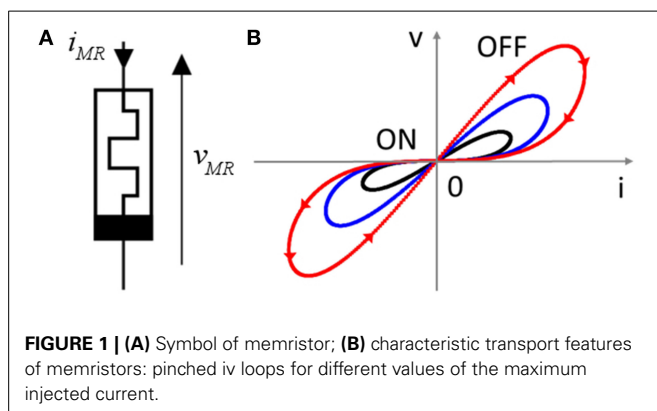 A
i_MR
v_MR
B
v
OFF
ON
0
i
FIGURE 1 | (A) Symbol of memristor; (B) characteristic transport features
of memristors: pinched iv loops for different values of the maximum
injected current.